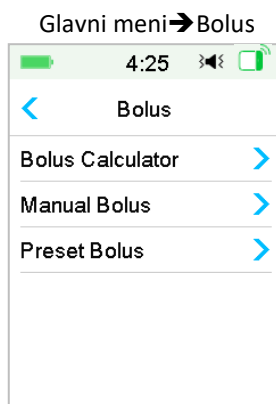 Glavni meni➔Bolus
4:25
Bolus
Bolus Calculator
Manual Bolus
Preset Bolus